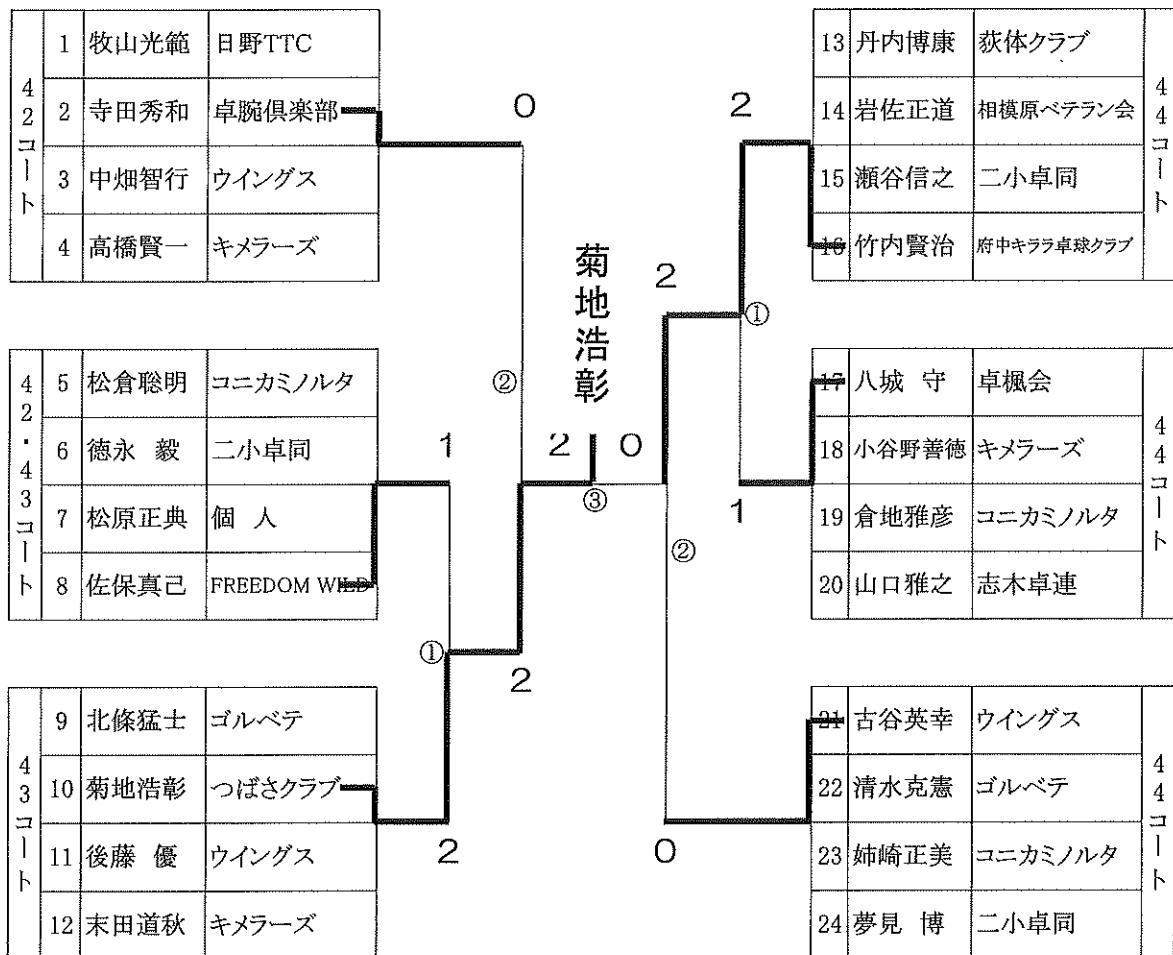 42コート
1 牧山光範 日野TTC
2 寺田秀和 卓腕倶楽部
3 中畑智行 ウイングス
4 高橋賢一 キメラーズ
42・43コート
5 松倉聡明 コニカミノルタ
6 徳永 毅 二小卓同
7 松原正典 個 人
8 佐保真己 FREEDOM WILD
43コート
9 北條猛士 ゴルベテ
10 菊地浩彰 つばさクラブ
11 後藤 優 ウイングス
12 末田道秋 キメラーズ
0
②
1
①
2
2
菊地浩彰
2 0
③
2
2
①
1
②
0
44コート
13 丹内博康 荻体クラブ
14 岩佐正道 相模原ベテラン会
15 瀬谷信之 二小卓同
16 竹内賢治 府中キララ卓球クラブ
44コート
17 八城 守 卓楓会
18 小谷野善徳 キメラーズ
19 倉地雅彦 コニカミノルタ
20 山口雅之 志木卓連
44コート
21 古谷英幸 ウイングス
22 清水克憲 ゴルベテ
23 姉崎正美 コニカミノルタ
24 夢見 博 二小卓同